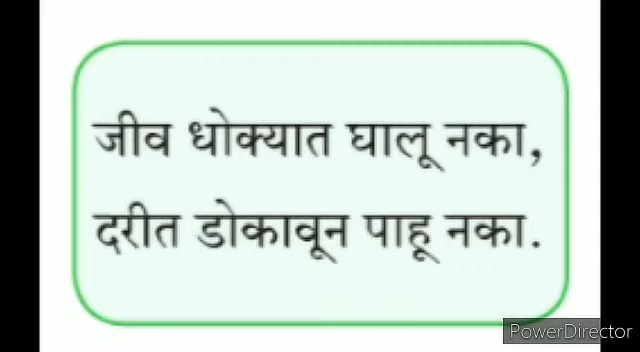 जीव धोक्यात घालू नका,
दरीत डोकावून पाहू नका.
PowerDirector